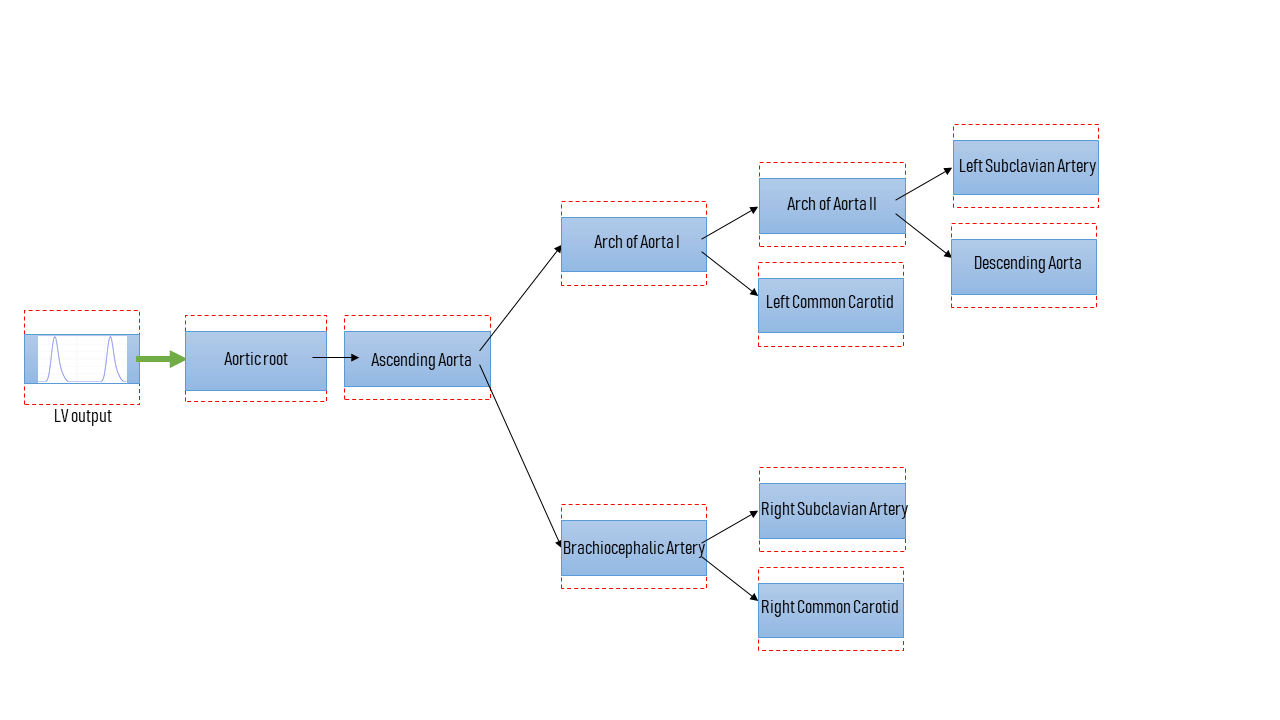 LV output
Aortic root
Ascending Aorta
Arch of Aorta I
Arch of Aorta II
Left Common Carotid
Left Subclavian Artery
Descending Aorta
Brachiocephalic Artery
Right Subclavian Artery
Right Common Carotid